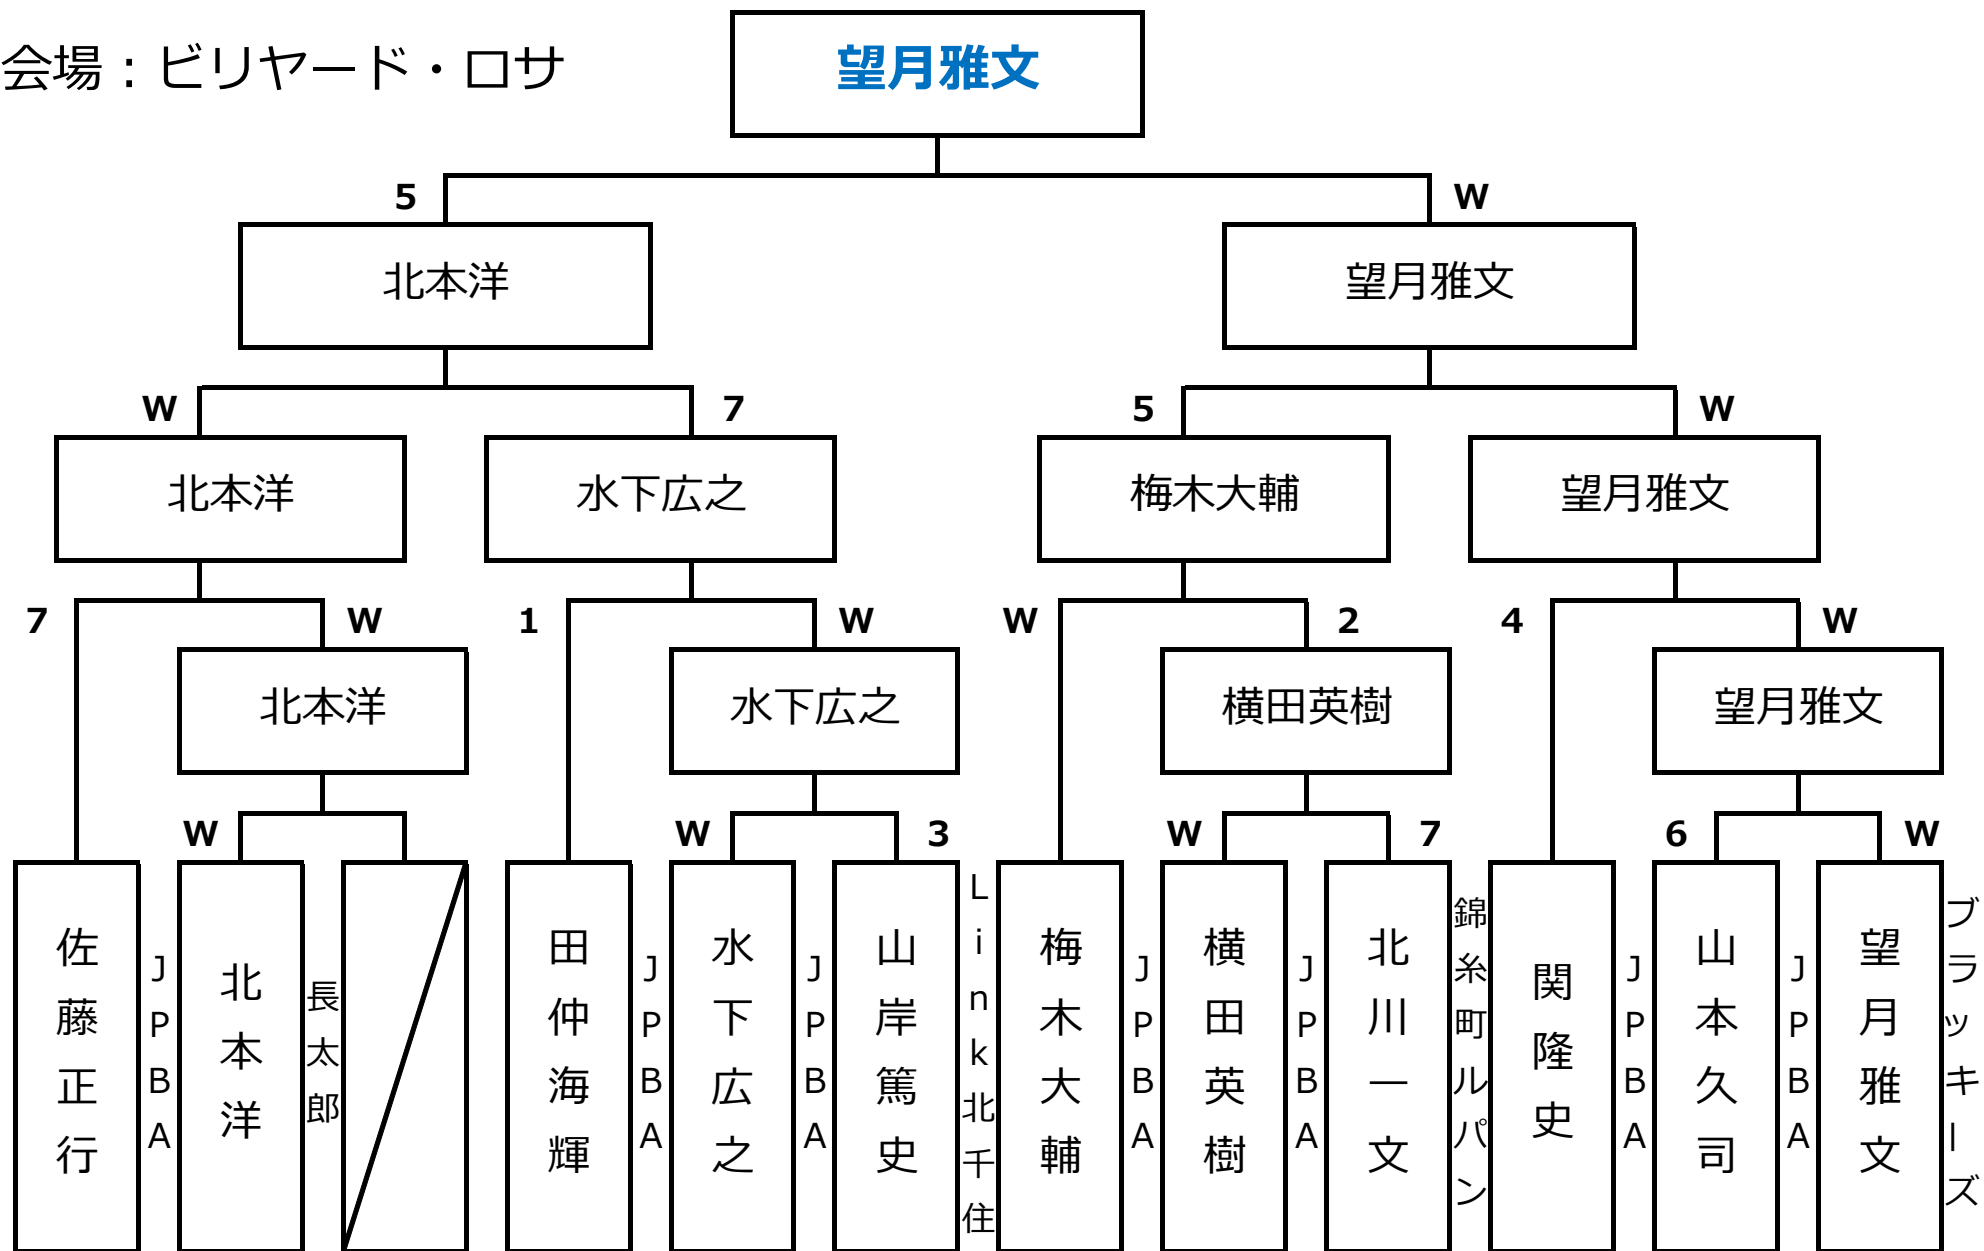 会場：ビリヤード・ロサ
望月雅文
5
W
北本洋
望月雅文
W
7
5
W
北本洋
水下広之
梅木大輔
望月雅文
7
W
1
W
W
2
4
W
北本洋
水下広之
横田英樹
望月雅文
W
W
3
W
7
6
W
佐藤正行
JPBA
北本洋
長太郎
田仲海輝
JPBA
水下広之
JPBA
山岸篤史
Link北千住
梅木大輔
JPBA
横田英樹
JPBA
北川一文
錦糸町ルパン
関隆史
JPBA
山本久司
JPBA
望月雅文
ブラッキーズ